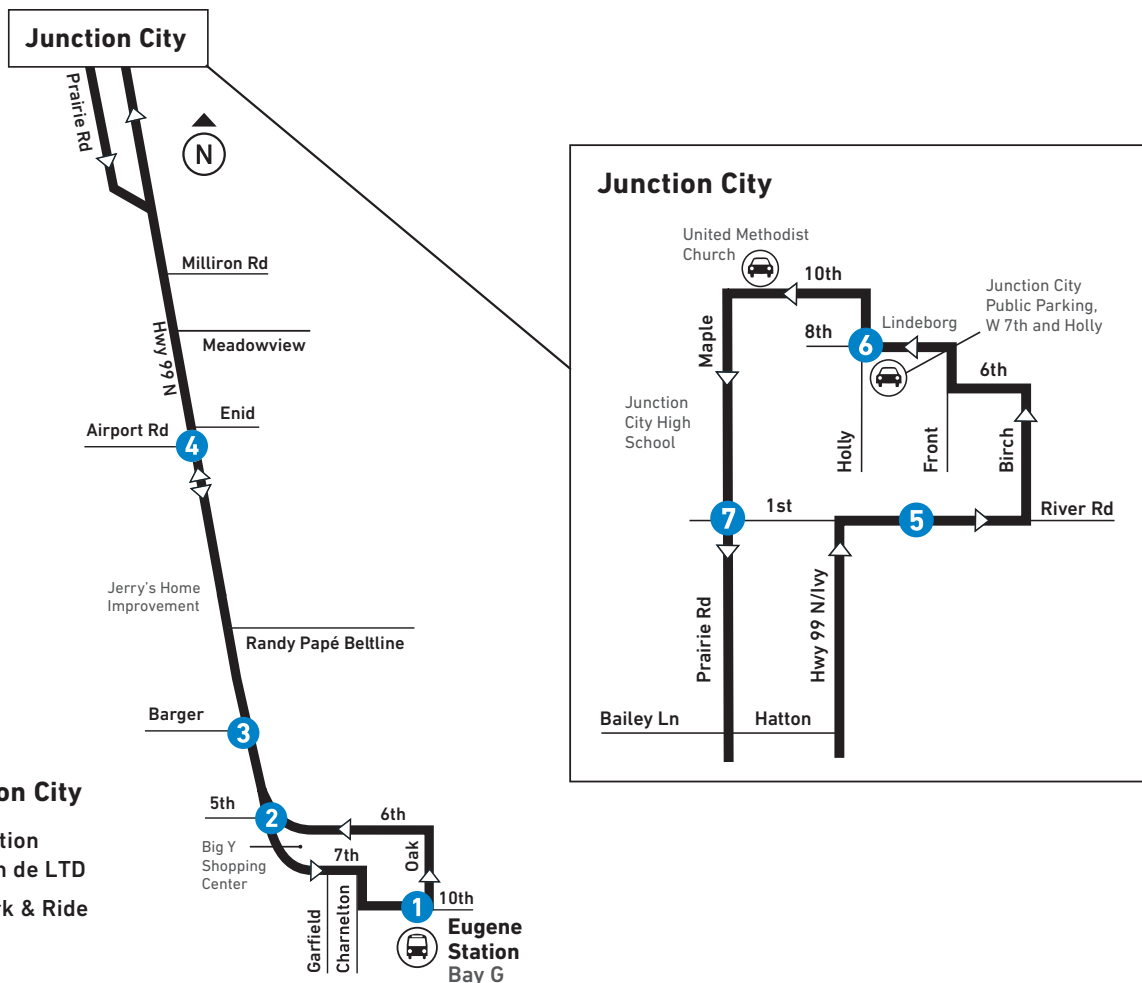 Junction City
Prairie Rd
N
Milliron Rd
Hwy 99 N
Meadowview
Enid
Airport Rd
4
Jerry's Home
Improvement
Randy Papé Beltline
Barger
3
5th
2
6th
Big Y
Shopping
Center
7th
Oak
Garfield
Charnelton
1
10th
Eugene
Station
Bay G
on City
tion
n de LTD
rk & Ride
Junction City
United Methodist
Church
10th
Junction City
Public Parking,
W 7th and Holly
Maple
8th
6
Lindeborg
6th
Junction
City High
School
Holly
Front
Birch
7
1st
5
River Rd
Prairie Rd
Hwy 99 N/Ivy
Bailey Ln
Hatton